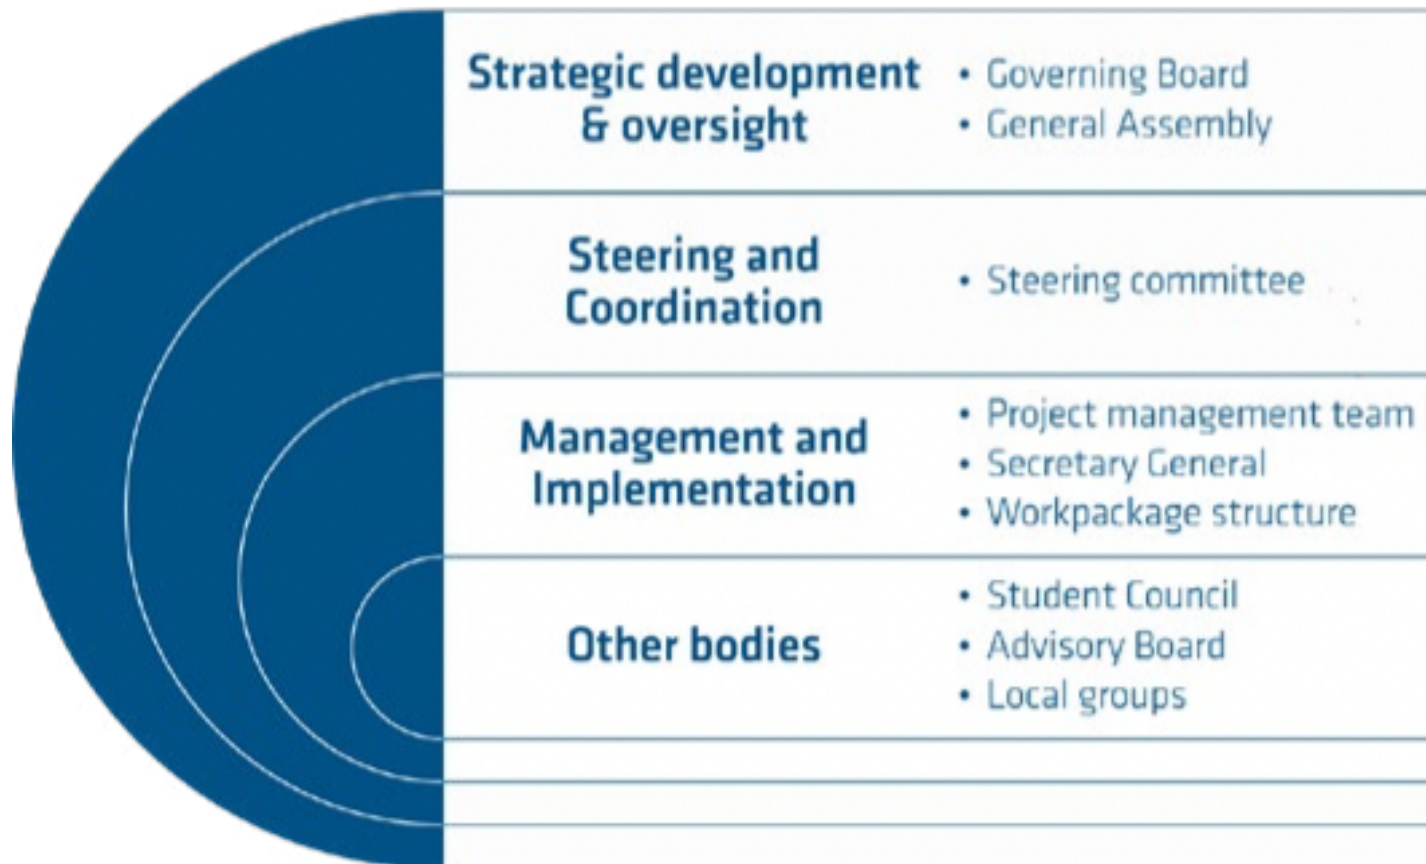 Strategic development
& oversight
• Governing Board
• General Assembly
Steering and
Coordination
• Steering committee
Management and
Implementation
• Project management team
• Secretary General
• Workpackage structure
Other bodies
• Student Council
• Advisory Board
• Local groups